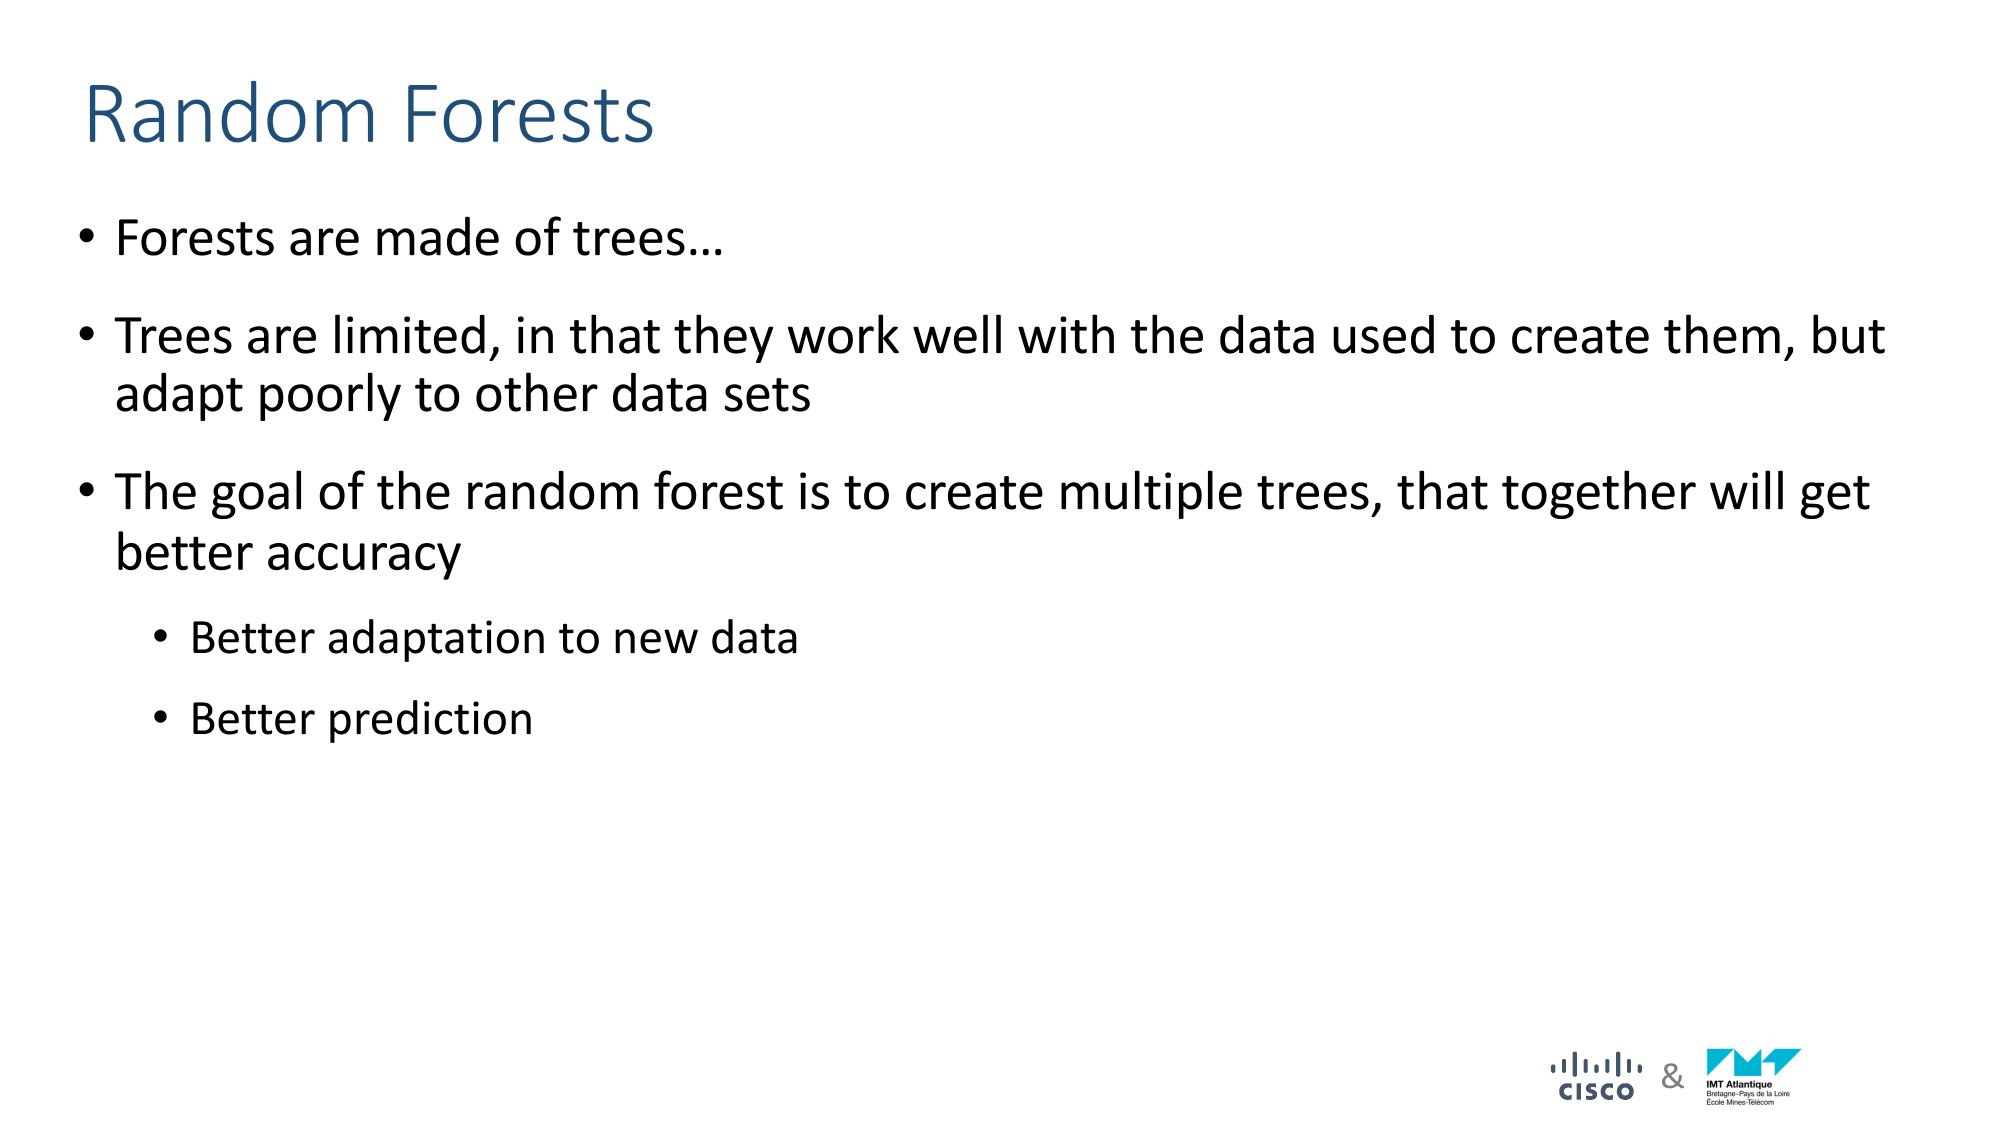 Random Forests
• Forests are made of trees…
• Trees are limited, in that they work well with the data used to create them, but
adapt poorly to other data sets
• The goal of the random forest is to create multiple trees, that together will get
better accuracy
• Better adaptation to new data
• Better prediction
CISCO & IMT Atlantique
Bretagne-Pays de la Loire
École Mines-Télécom